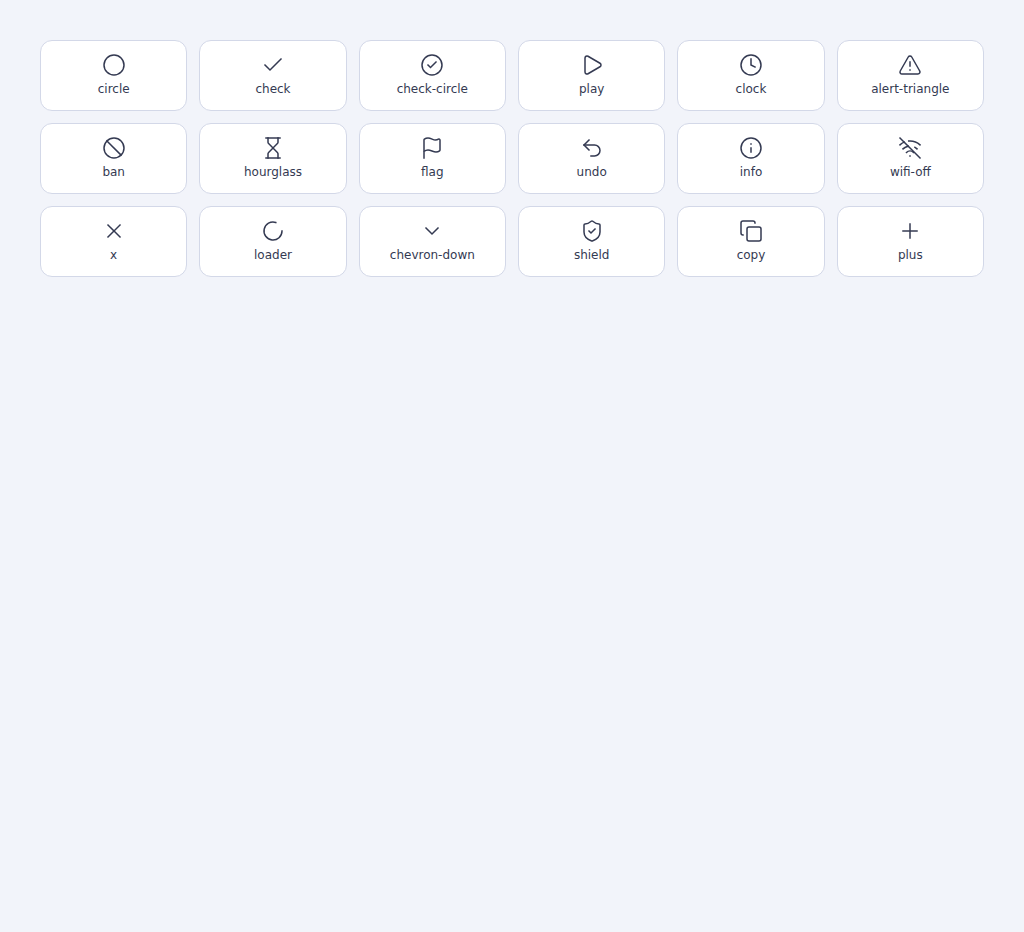 circle
check
check-circle
play
clock
alert-triangle
ban
hourglass
flag
undo
info
wifi-off
x
loader
chevron-down
shield
copy
plus